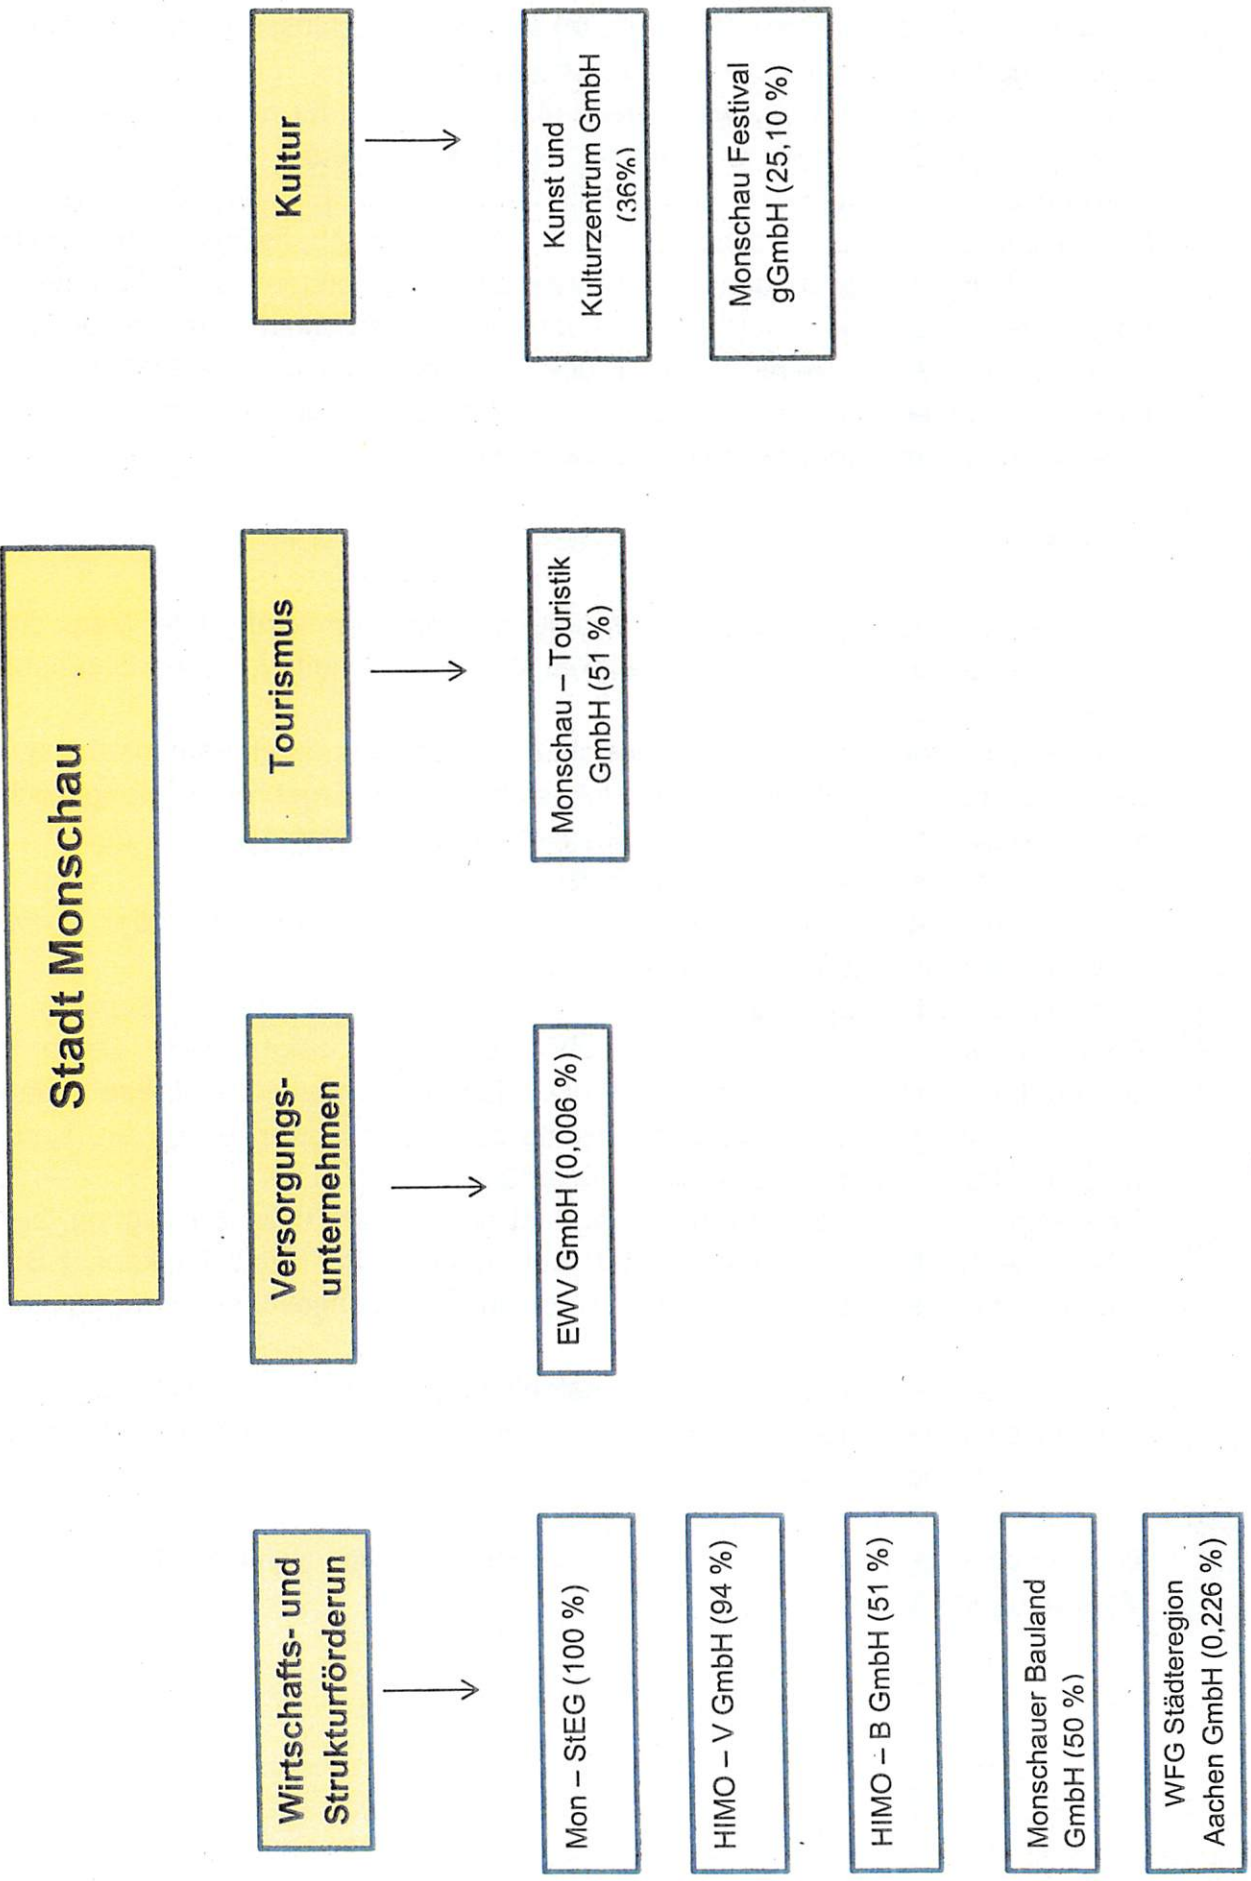 Stadt Monschau
Wirtschafts- und
Strukturförderun
Mon – StEG (100 %)
HIMO – V GmbH (94 %)
HIMO – B GmbH (51 %)
Monschauer Bauland
GmbH (50 %)
WFG Städteregion
Aachen GmbH (0,226 %)
Versorgungs-
unternehmen
EWV GmbH (0,006 %)
Tourismus
Monschau – Touristik
GmbH (51 %)
Kultur
Kunst und
Kulturzentrum GmbH
(36%)
Monschau Festival
gGmbH (25,10 %)